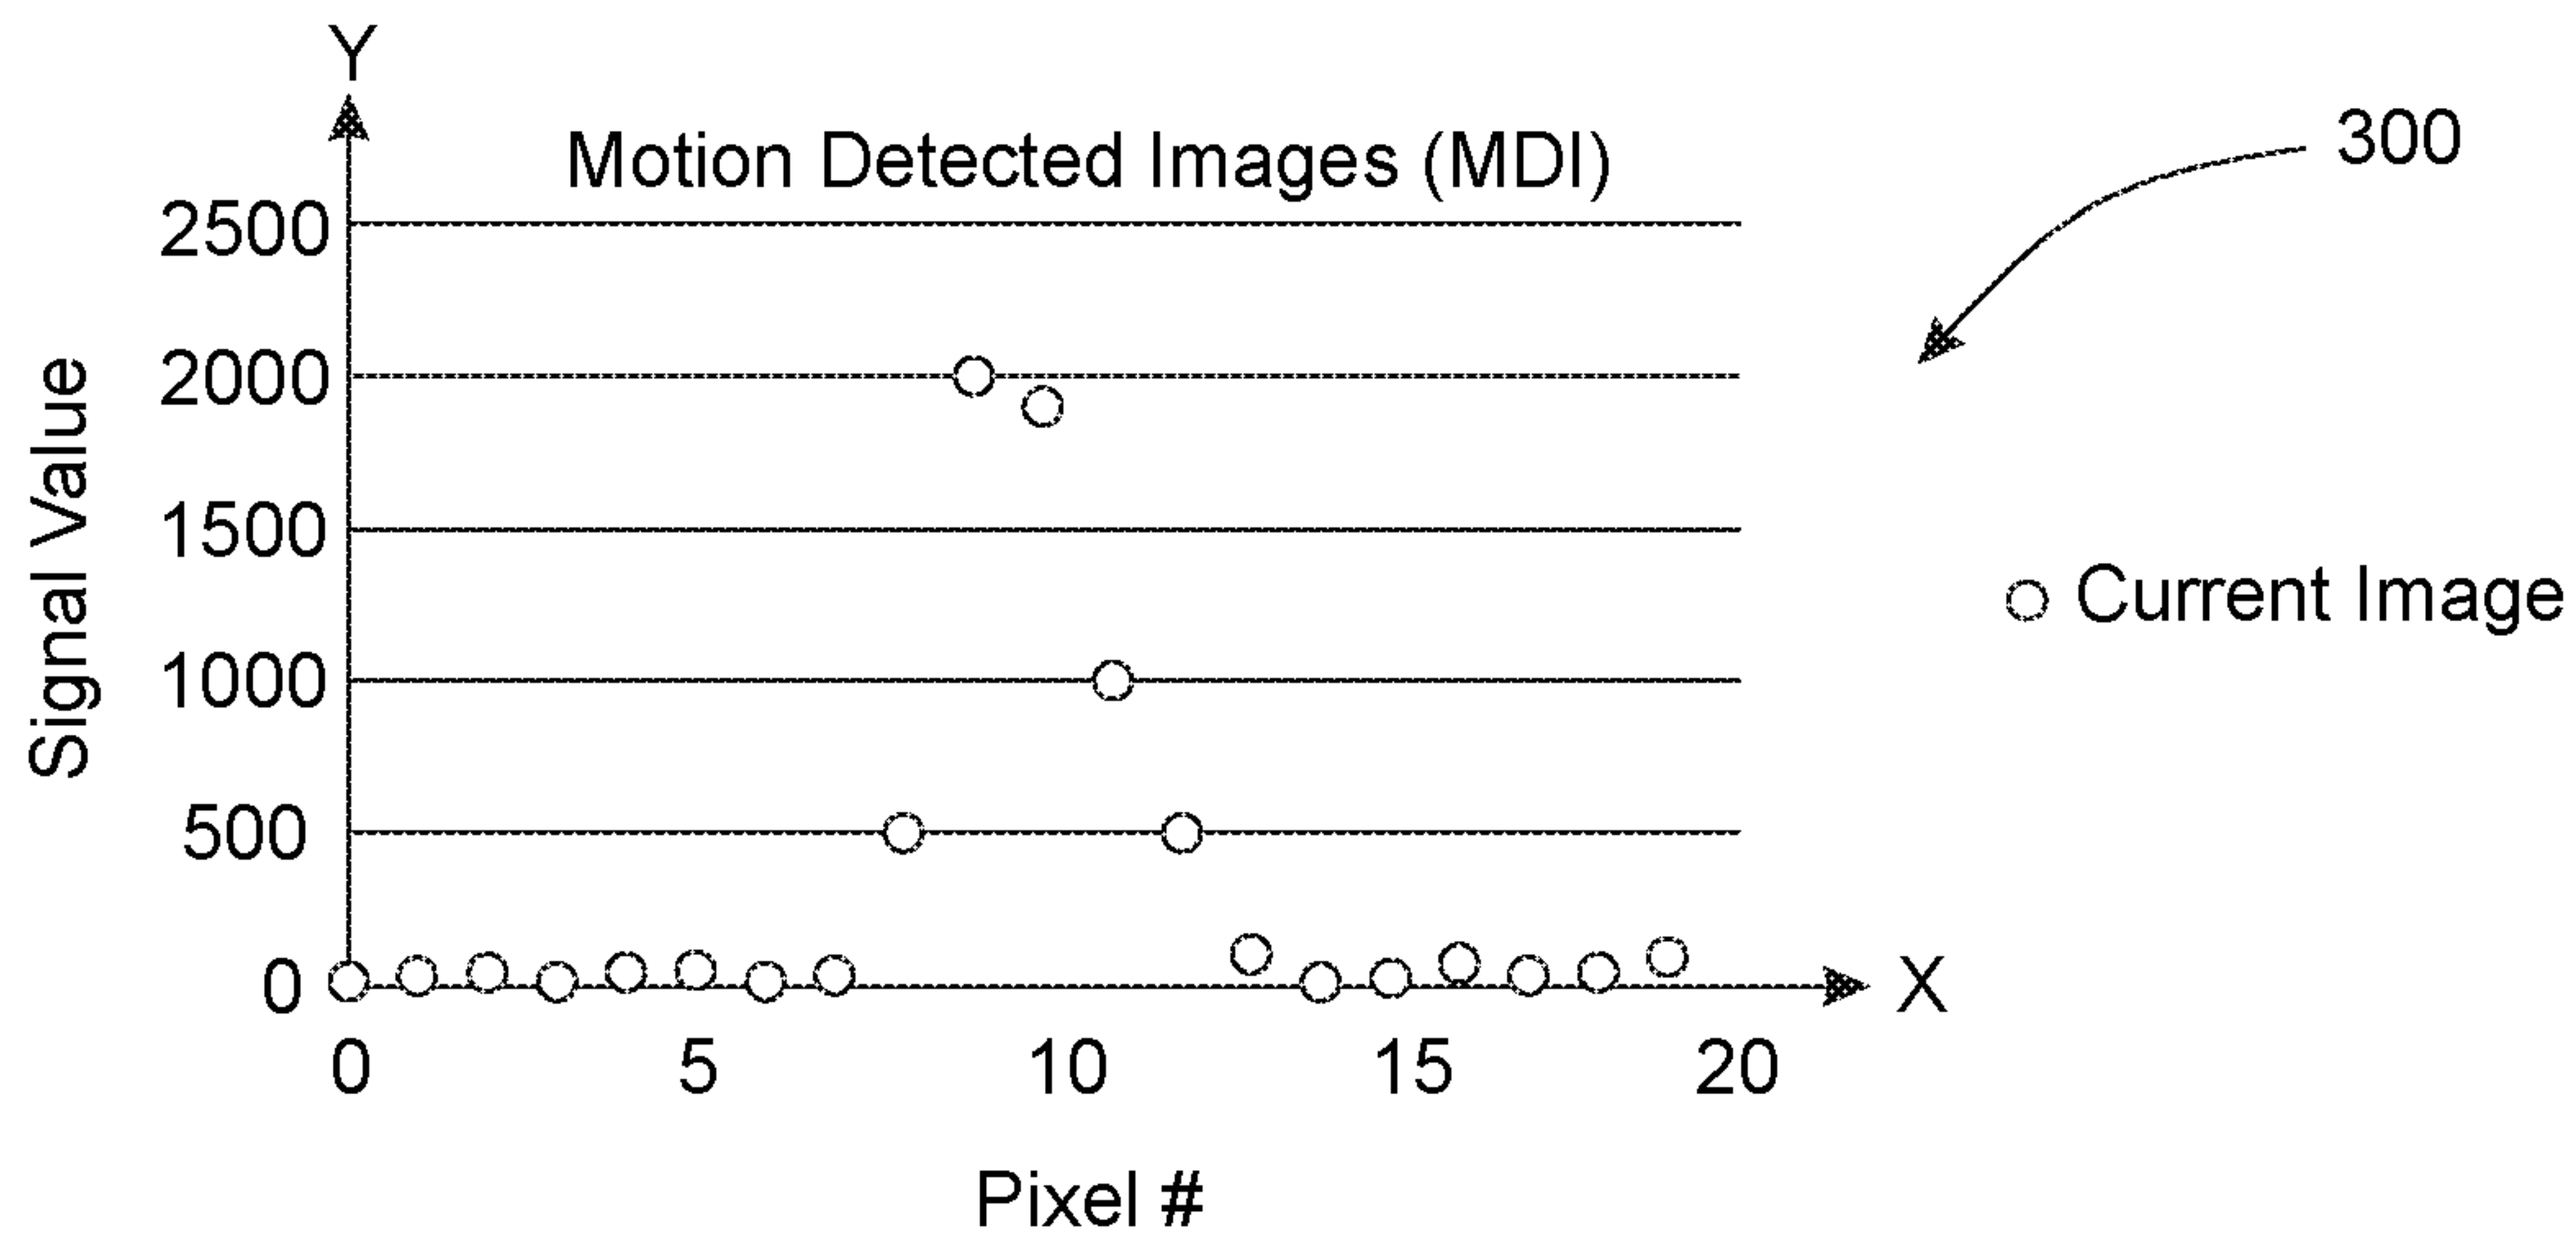 Y
Motion Detected Images (MDI)
300
2500
2000
1500
1000
500
0
Signal Value
Current Image
X
0 5 10 15 20
Pixel #